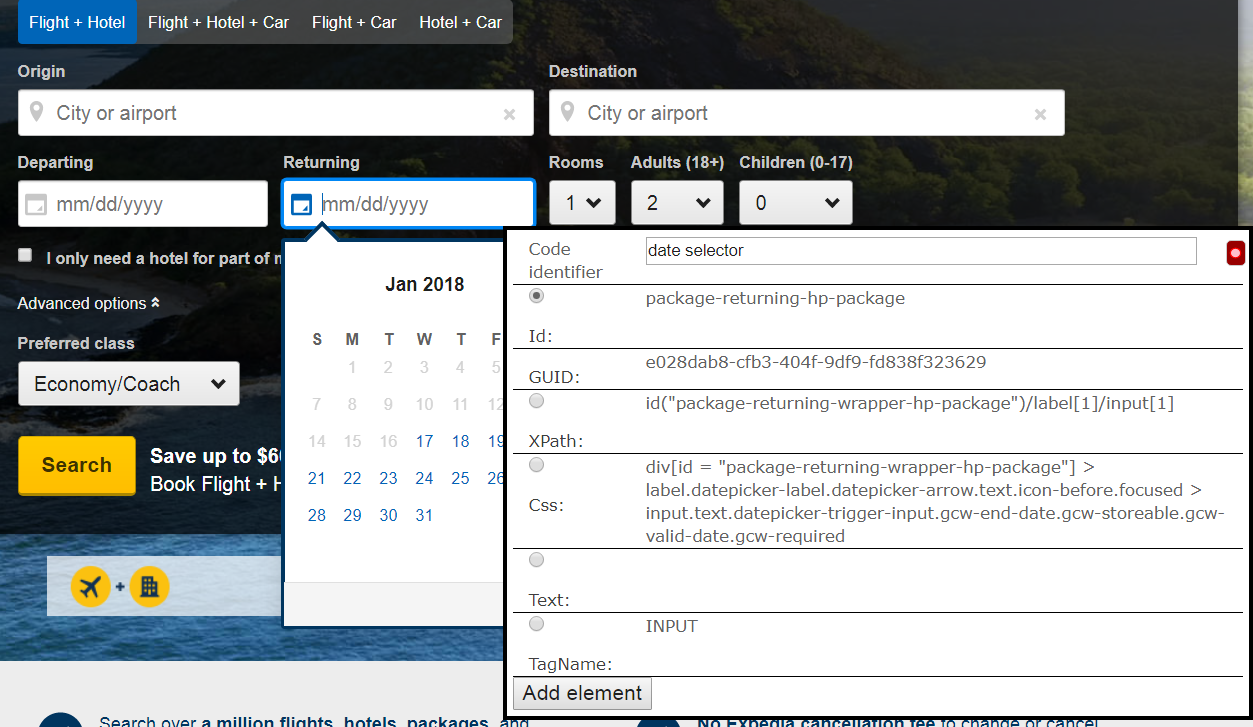 Flight + Hotel Flight + Hotel + Car Flight + Car Hotel + Car
Origin Destination
City or airport × City or airport ×
Departing Returning Rooms Adults (18+) Children (0-17)
mm/dd/yyyy mm/dd/yyyy 1 2 0
I only need a hotel for part of
Advanced options
Preferred class
Economy/Coach
Search
Save up to
Book Flight +
Jan 2018
S M T W T F
1 2 3 4 5
7 8 9 10 11 12
14 15 16 17 18 19
21 22 23 24 25 26
28 29 30 31
+
Code
identifier
date selector
package-returning-hp-package
Id:
e028dab8-cfb3-404f-9df9-fd838f323629
GUID:
id("package-returning-wrapper-hp-package")/label[1]/input[1]
XPath:
div[id = "package-returning-wrapper-hp-package"] >
Css:
label.datepicker-label.datepicker-arrow.text.icon-before.focused >
input.text.datepicker-trigger-input.gcw-end-date.gcw-storeable.gcw-
valid-date.gcw-required
Text:
INPUT
TagName:
Add element
Search over a million flights, hotels, packages, and
No Expedia cancellation fee to change or cancel